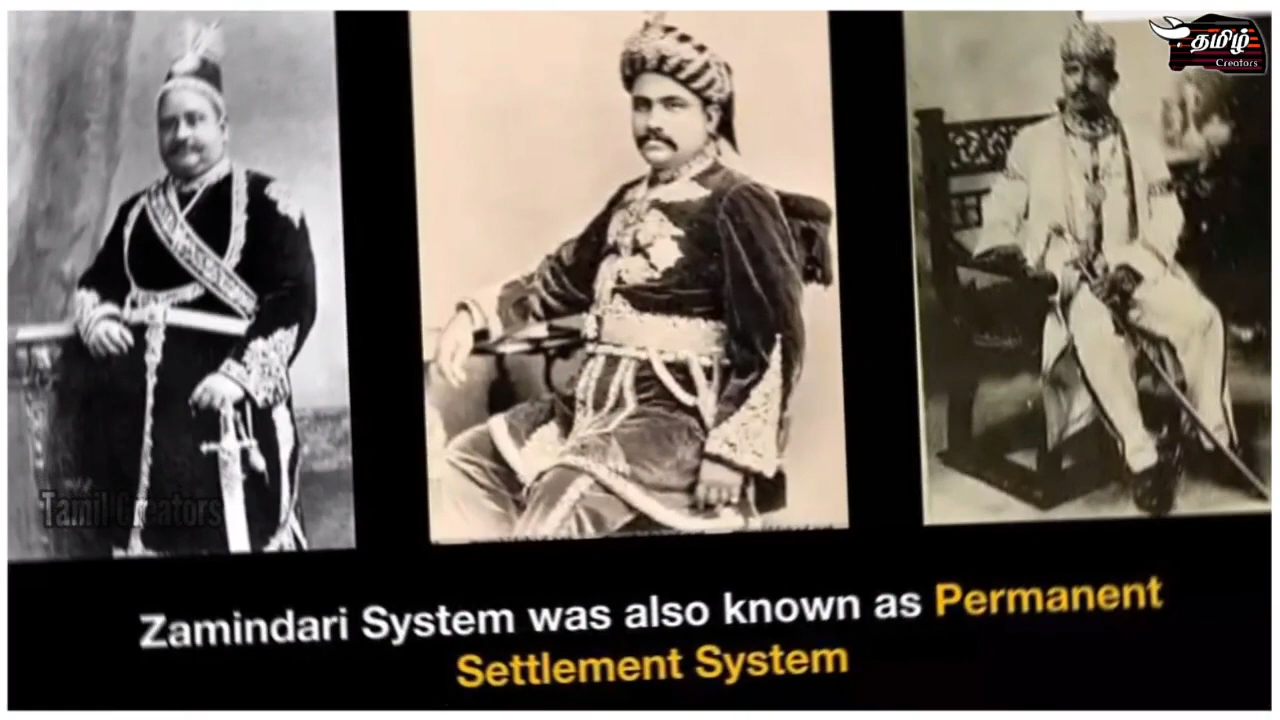 தமிழ்
Creators
Tamil Creators
Zamindari System was also known as Permanent
Settlement System